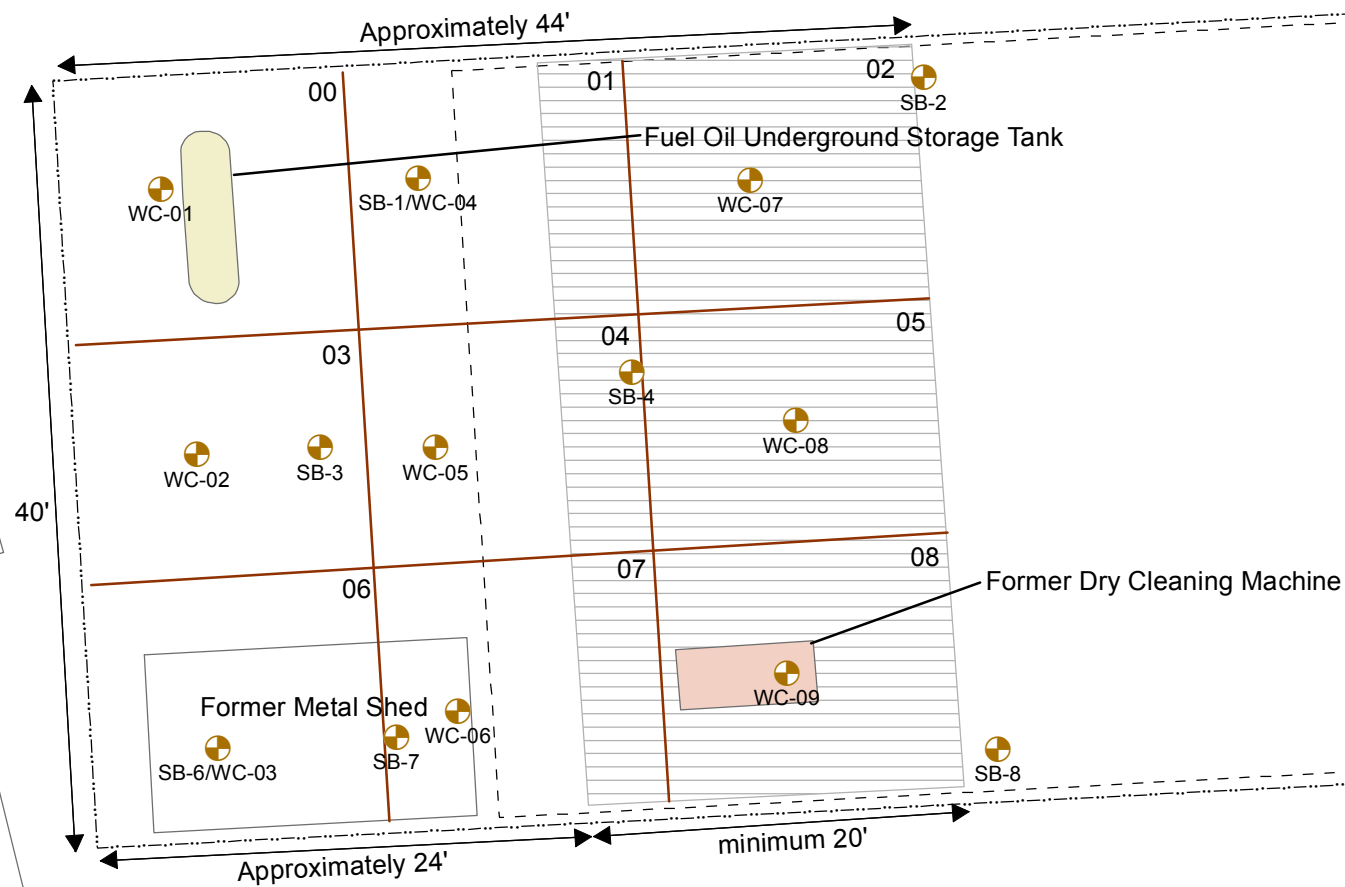 Approximately 44'
00
01
02
SB-2
Fuel Oil Underground Storage Tank
WC-01
SB-1/WC-04
WC-07
03
04
05
SB-4
WC-02
SB-3
WC-05
WC-08
40'
06
07
08
Former Dry Cleaning Machine
Former Metal Shed
WC-09
WC-06
SB-7
SB-6/WC-03
SB-8
Approximately 24'
minimum 20'